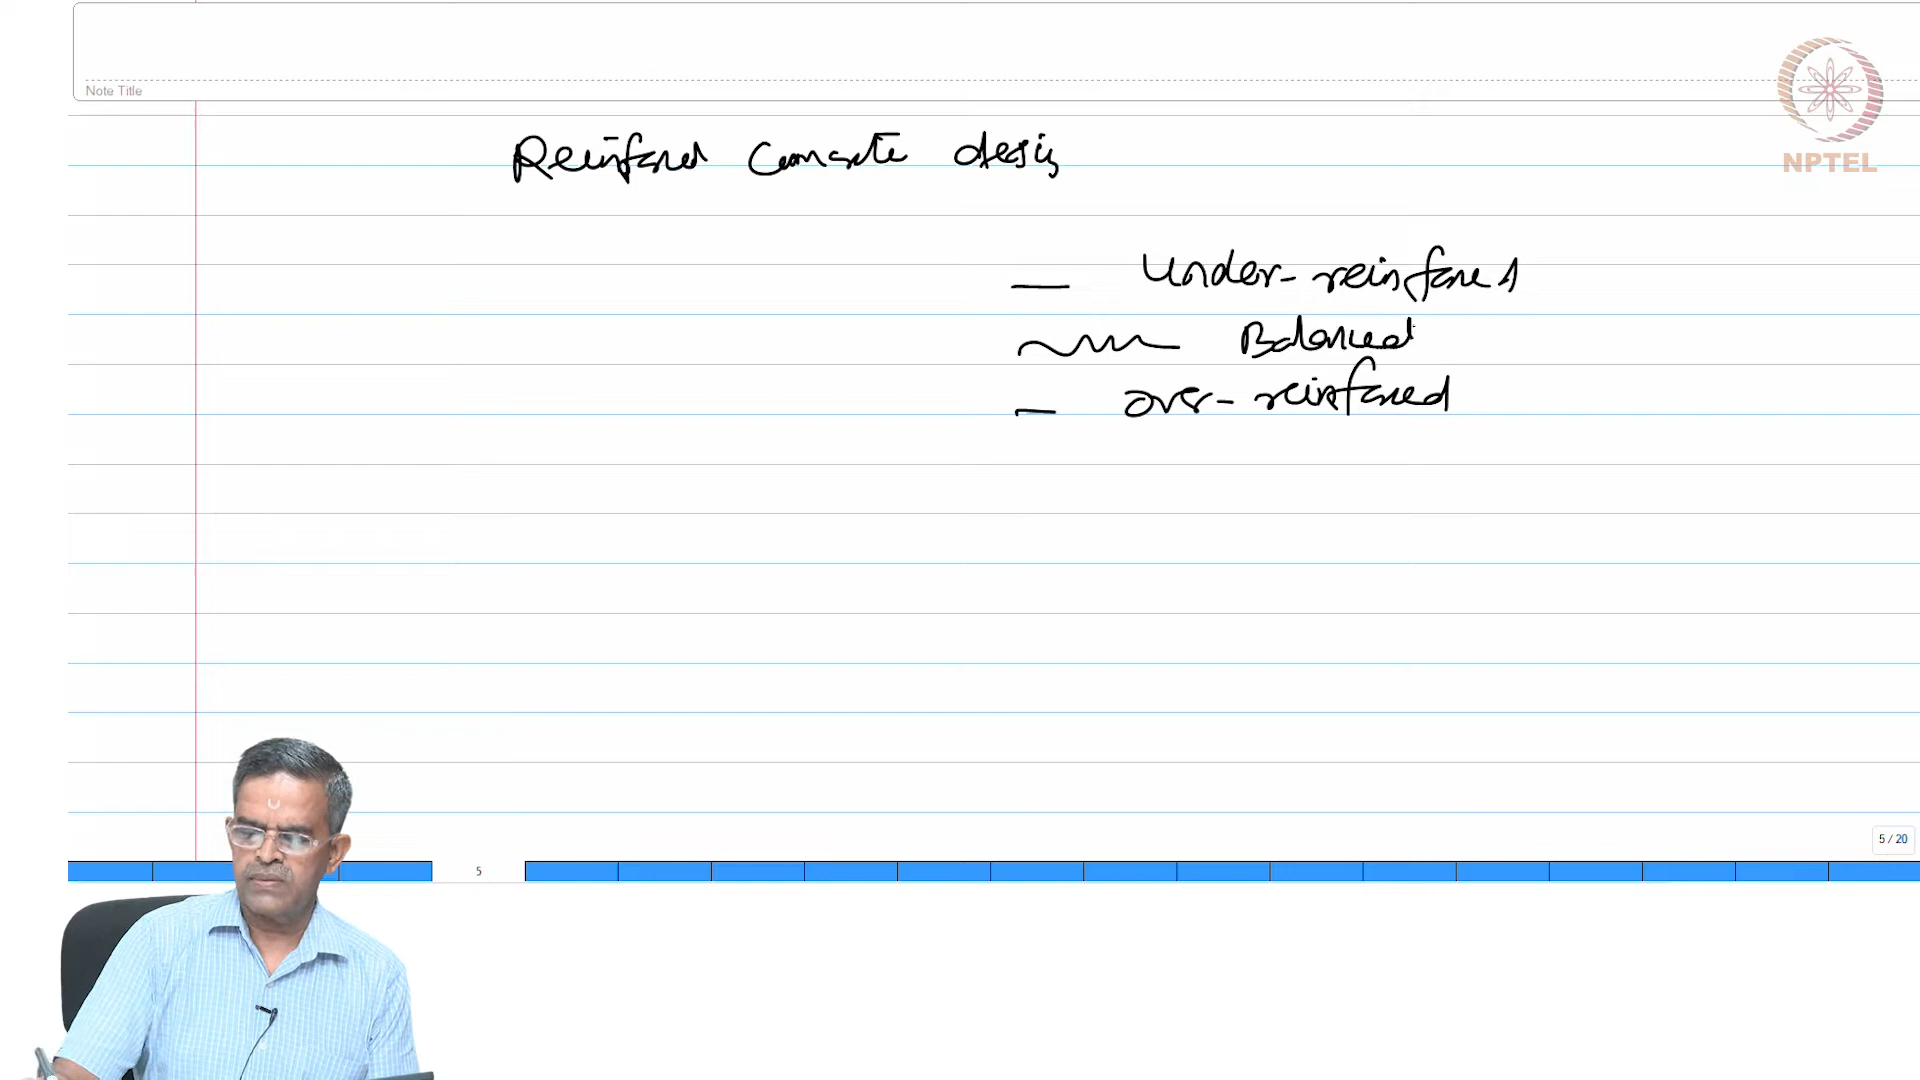 Note Title
NPTEL
Reinforced Concrete design
— Under-reinforced
Balanced
— over-reinforced
5 / 20
5